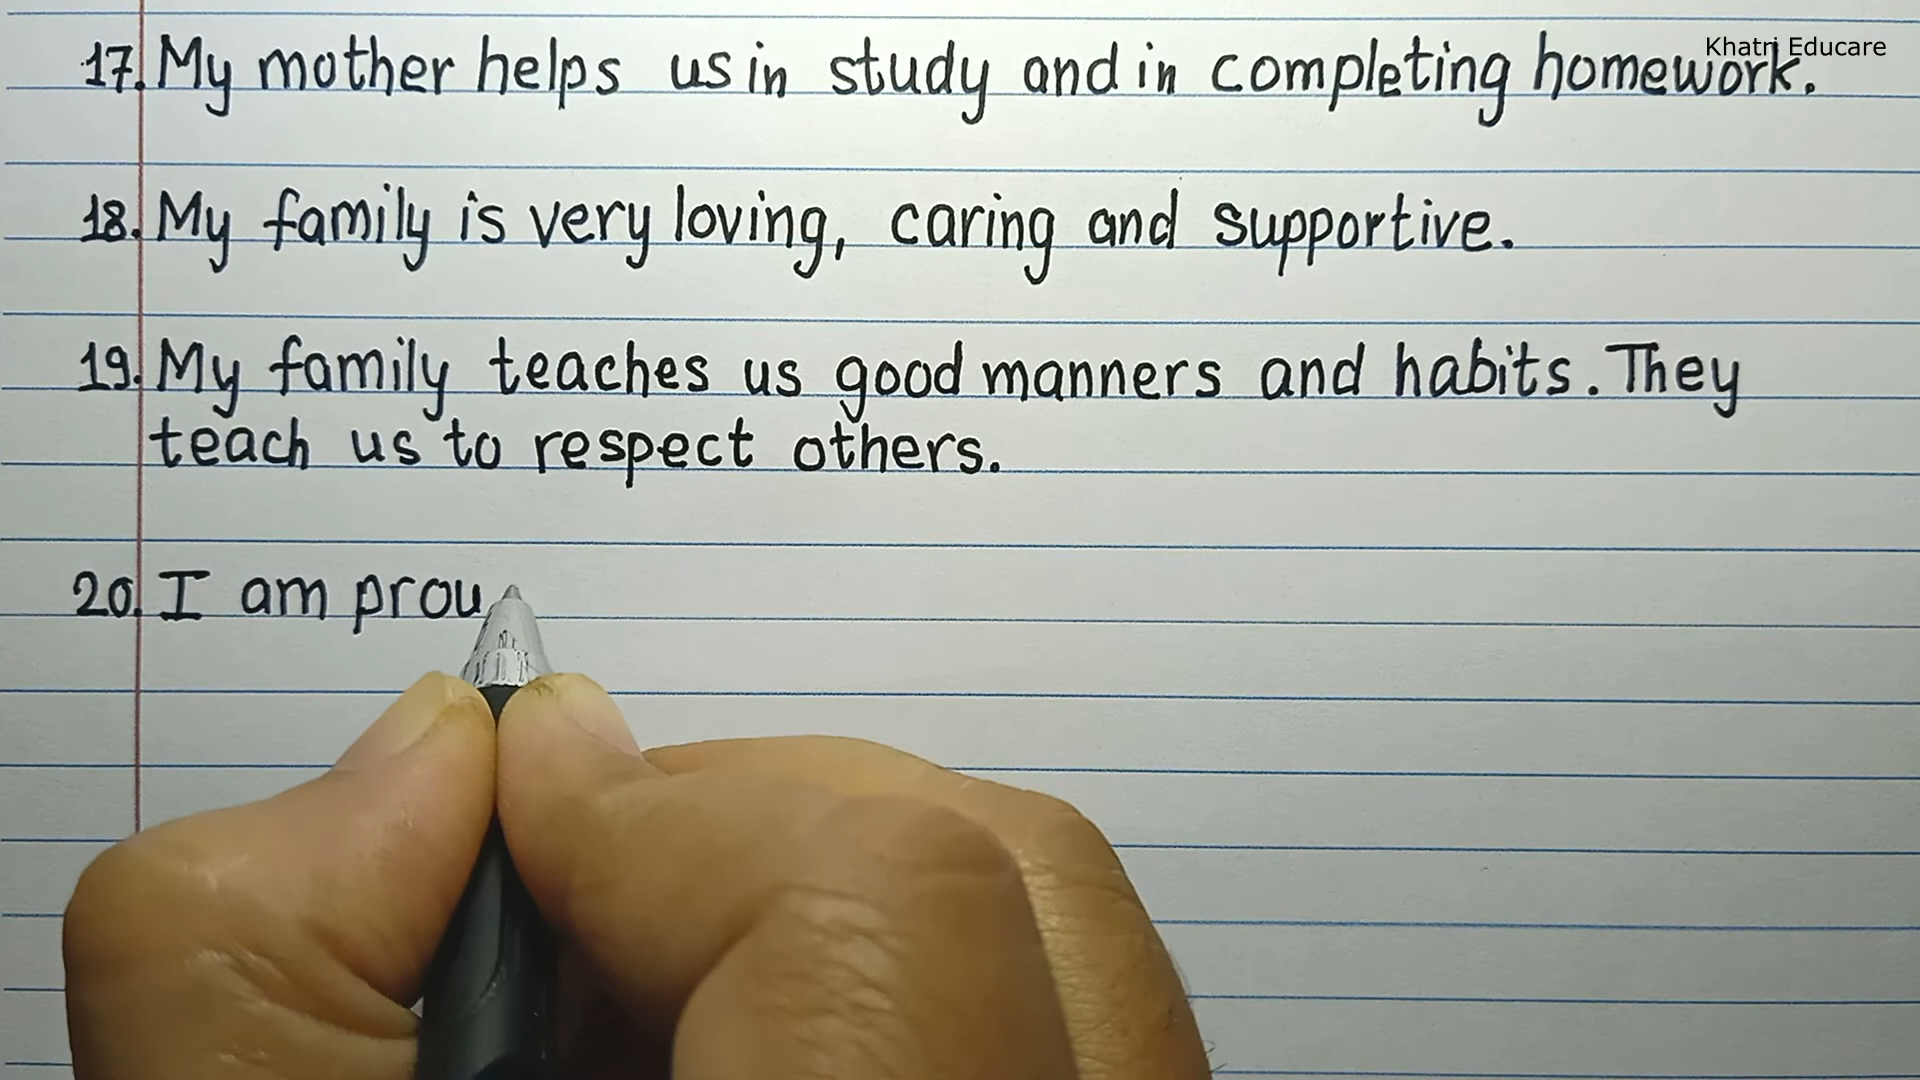 Khatri Educare
17. My mother helps us in study and in completing homework.
18. My family is very loving, caring and supportive.
19. My family teaches us good manners and habits. They
teach us to respect others.
20. I am prou